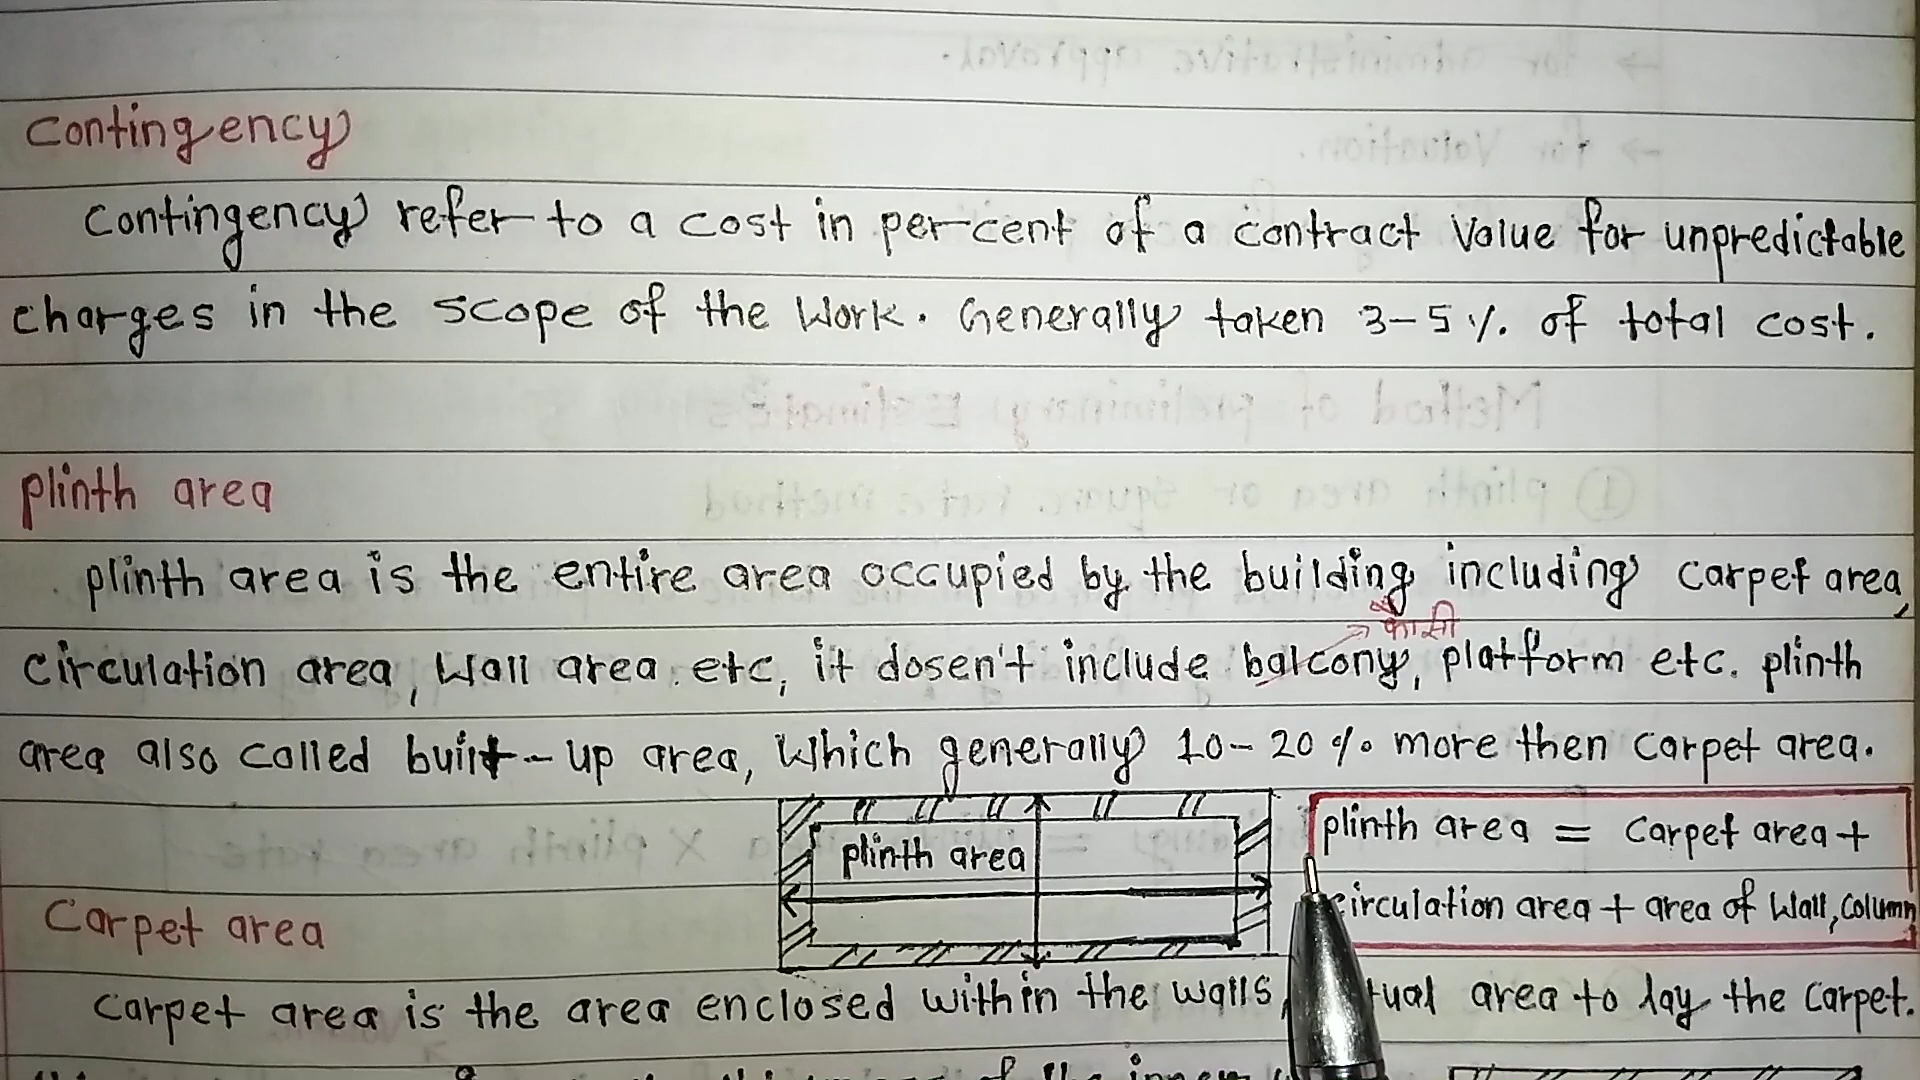 Contingency
Contingency refer to a cost in percent of a contract Value for unpredictable
charges in the scope of the Work. Generally taken 3-5% of total cost.
plinth area
plinth area is the entire area occupied by the building including carpet area,
कासी
circulation area, Wall area etc, it dosen't include balcony, platform etc. plinth
area also called built-up area, Which generally 10-20% more then carpet area.
plinth area
plinth area = carpet area +
circulation area + area of Wall, Column
Carpet area
carpet area is the area enclosed within the walls, area to lay the carpet.